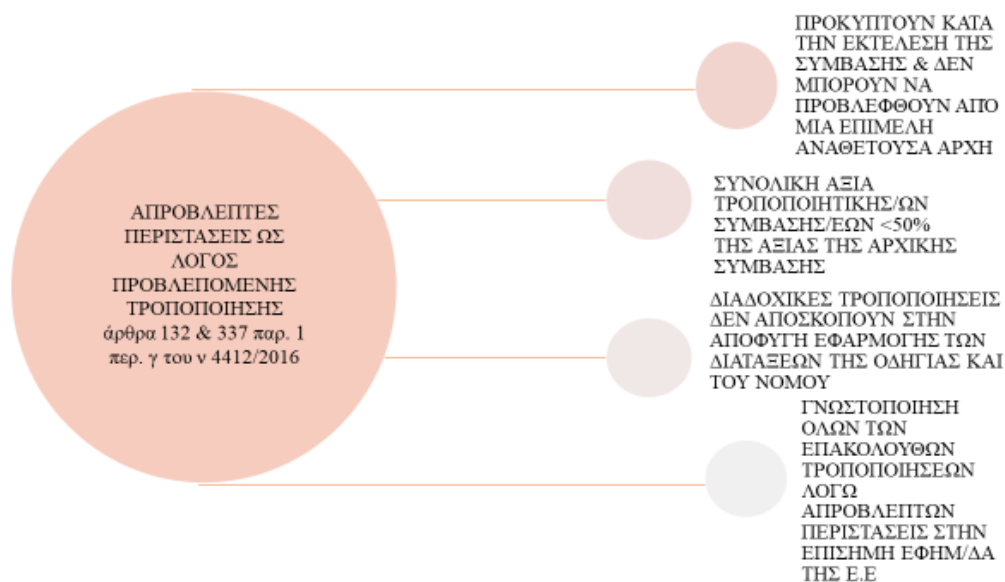 ΑΠΡΟΒΛΕΠΤΕΣ
ΠΕΡΙΣΤΑΣΕΙΣ ΩΣ
ΛΟΓΟΣ
ΠΡΟΒΛΕΠΟΜΕΝΗΣ
ΤΡΟΠΟΠΟΙΗΣΗΣ
άρθρα 132 & 337 παρ. 1
περ. γ του ν 4412/2016
ΠΡΟΚΥΠΤΟΥΝ ΚΑΤΑ
ΤΗΝ ΕΚΤΕΛΕΣΗ ΤΗΣ
ΣΥΜΒΑΣΗΣ & ΔΕΝ
ΜΠΟΡΟΥΝ ΝΑ
ΠΡΟΒΛΕΦΘΟΥΝ ΑΠΌ
ΜΙΑ ΕΠΙΜΕΛΗ
ΑΝΑΘΕΤΟΥΣΑ ΑΡΧΗ
ΣΥΝΟΛΙΚΗ ΑΞΙΑ
ΤΡΟΠΟΠΟΙΗΤΙΚΗΣ/ΩΝ
ΣΥΜΒΑΣΗΣ/ΕΩΝ <50%
ΤΗΣ ΑΞΙΑΣ ΤΗΣ ΑΡΧΙΚΗΣ
ΣΥΜΒΑΣΗΣ
ΔΙΑΔΟΧΙΚΕΣ ΤΡΟΠΟΠΟΙΗΣΕΙΣ
ΔΕΝ ΑΠΟΣΚΟΠΟΥΝ ΣΤΗΝ
ΑΠΟΦΥΓΗ ΕΦΑΡΜΟΓΗΣ ΤΩΝ
ΔΙΑΤΑΞΕΩΝ ΤΗΣ ΟΔΗΓΙΑΣ ΚΑΙ
ΤΟΥ ΝΟΜΟΥ
ΓΝΩΣΤΟΠΟΙΗΣΗ
ΟΛΩΝ ΤΩΝ
ΕΠΑΚΟΛΟΥΘΩΝ
ΤΡΟΠΟΠΟΙΗΣΕΩΝ
ΛΟΓΩ
ΑΠΡΟΒΛΕΠΤΩΝ
ΠΕΡΙΣΤΑΣΕΙΣ ΣΤΗΝ
ΕΠΙΣΗΜΗ ΕΦΗΜ/ΔΑ
ΤΗΣ Ε.Ε